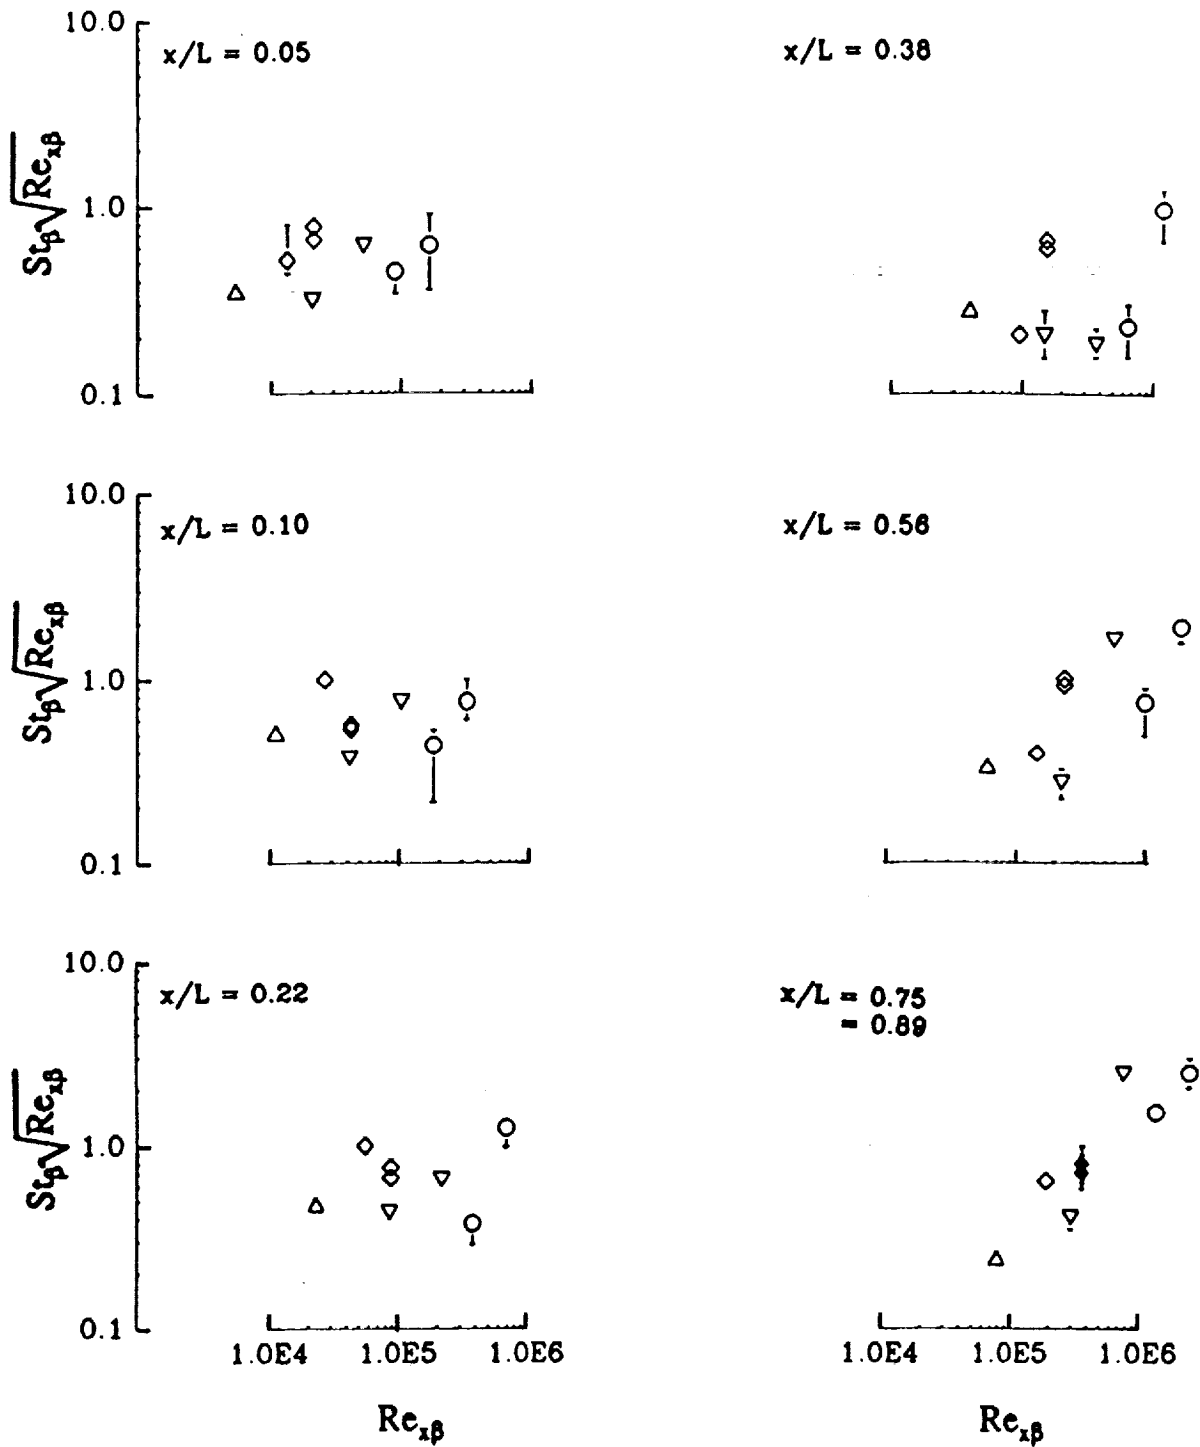 10.0
x/L = 0.05
x/L = 0.38
St_β√Re_xβ
1.0
0.1
10.0
x/L = 0.10
x/L = 0.56
St_β√Re_xβ
1.0
0.1
10.0
x/L = 0.22
x/L = 0.75
= 0.89
St_β√Re_xβ
1.0
0.1
1.0E4 1.0E5 1.0E6
1.0E4 1.0E5 1.0E6
Re_xβ
Re_xβ